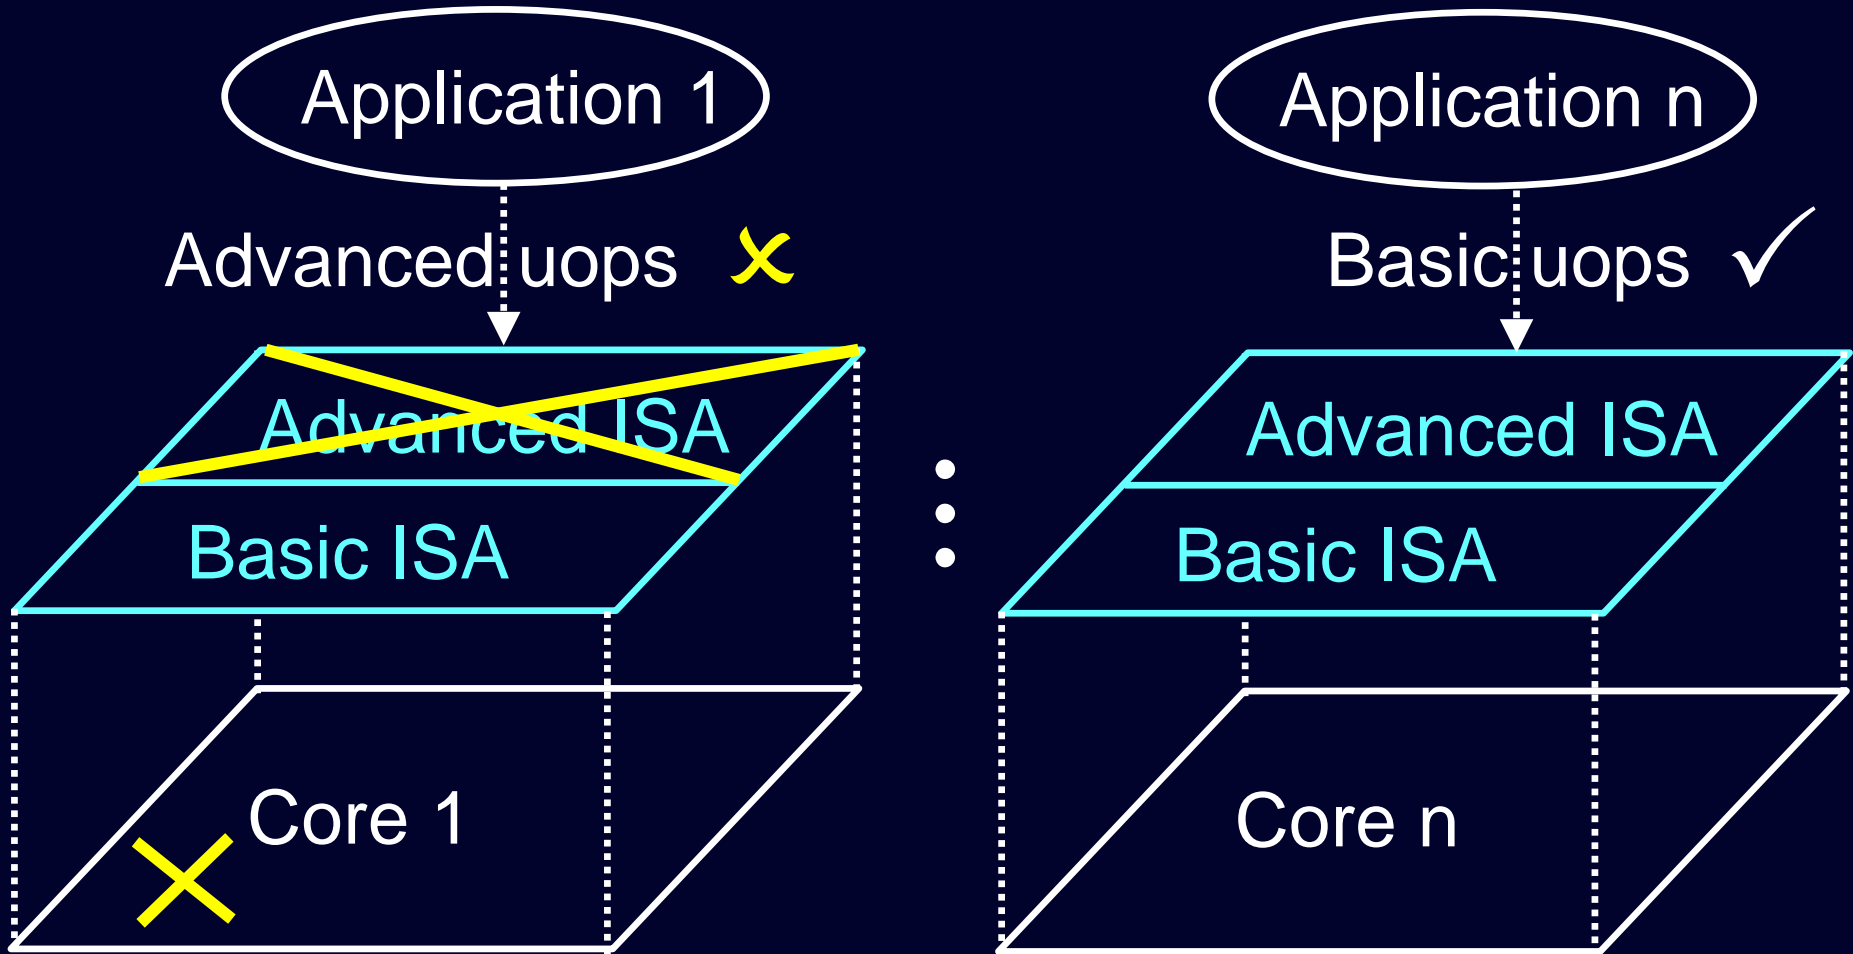 Application 1
Application n
Advanced uops
Basic uops
Advanced ISA
Advanced ISA
Basic ISA
Basic ISA
Core 1
Core n